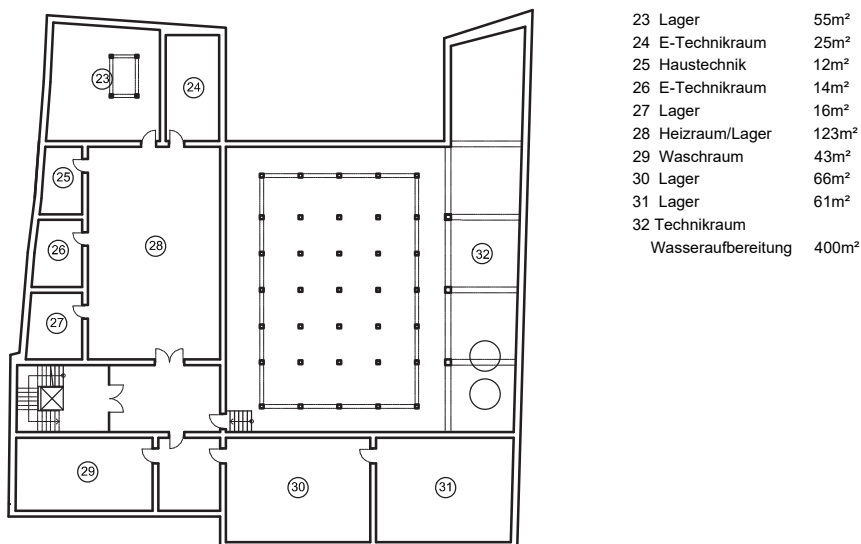 23 Lager 55m²
24 E-Technikraum 25m²
25 Haustechnik 12m²
26 E-Technikraum 14m²
27 Lager 16m²
28 Heizraum/Lager 123m²
29 Waschraum 43m²
30 Lager 66m²
31 Lager 61m²
32 Technikraum
Wasseraufbereitung 400m²
23
24
25
26
27
28
29
30
31
32